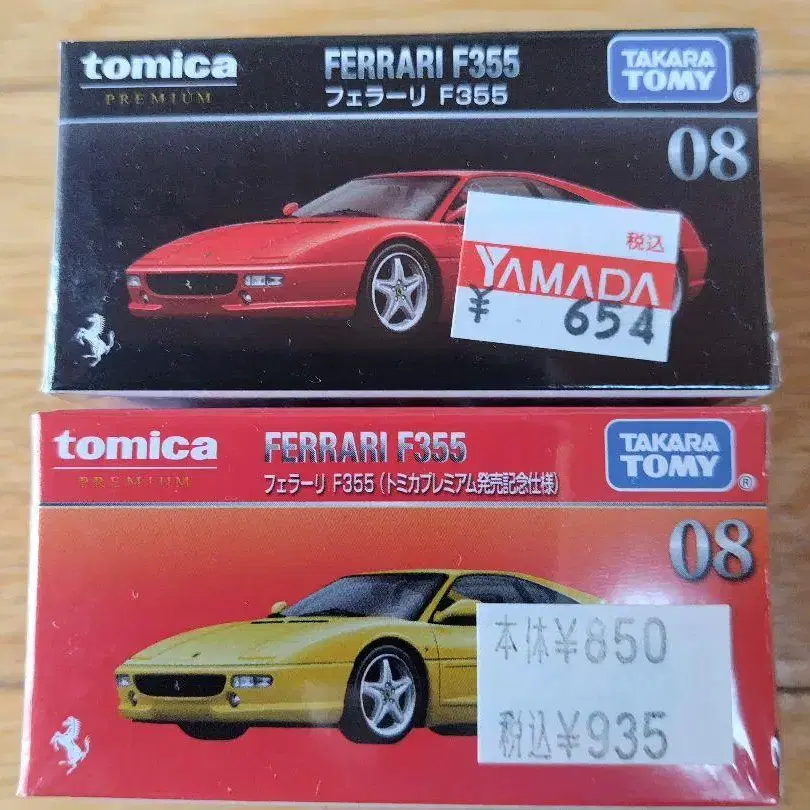 tomica
PREMIUM
FERRARI F355
フェラーリ F355
TAKARA
TOMY
®
08
税込
YAMADA
¥ 654
tomica
PREMIUM
FERRARI F355
フェラーリ F355 (トミカプレミアム発売記念仕様)
TAKARA
TOMY
®
08
本体¥850
税込¥935